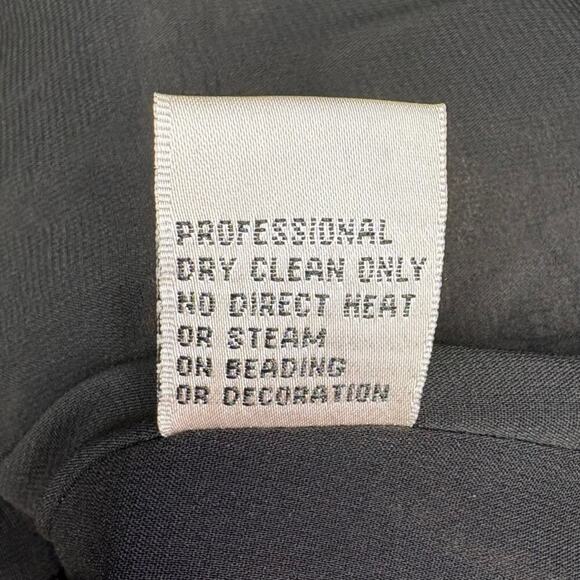 PROFESSIONAL
DRY CLEAN ONLY
NO DIRECT HEAT
OR STEAM
ON BEADING
OR DECORATION